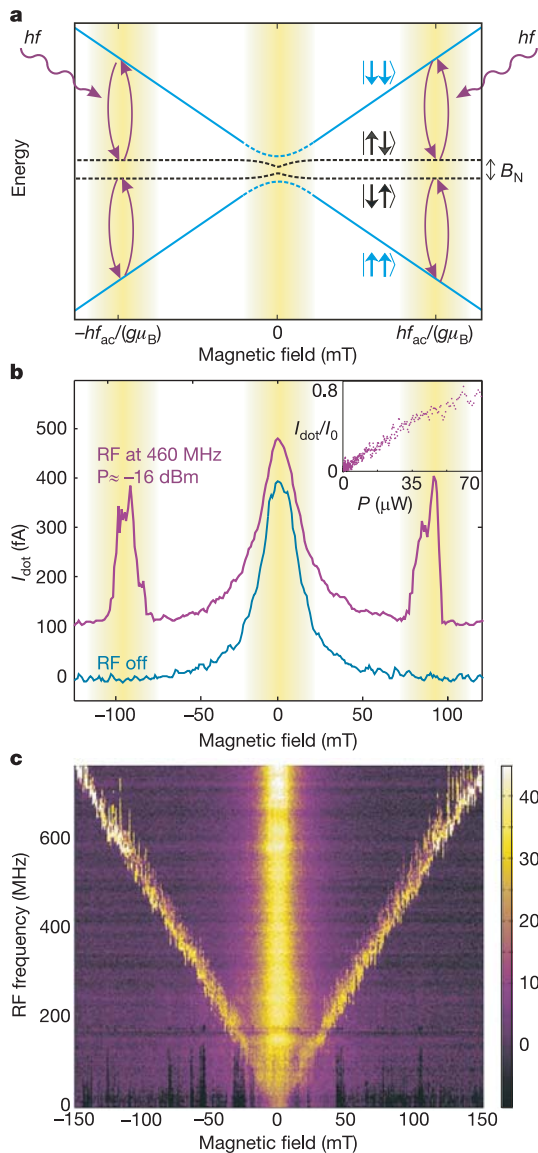 a
hf
hf
|↓↓⟩
|↑↓⟩
Energy
B_N
|↓↑⟩
|↑↑⟩
−hf_ac/(gμ_B)
0
hf_ac/(gμ_B)
Magnetic field (mT)
b
0.8
500
RF at 460 MHz
P≈ −16 dBm
I_dot/I_0
400
0
0
35
70
P (μW)
300
I_dot (fA)
200
100
RF off
0
−100
−50
0
50
100
Magnetic field (mT)
c
40
600
30
RF frequency (MHz)
400
20
10
200
0
0
−150
−100
−50
0
50
100
150
Magnetic field (mT)